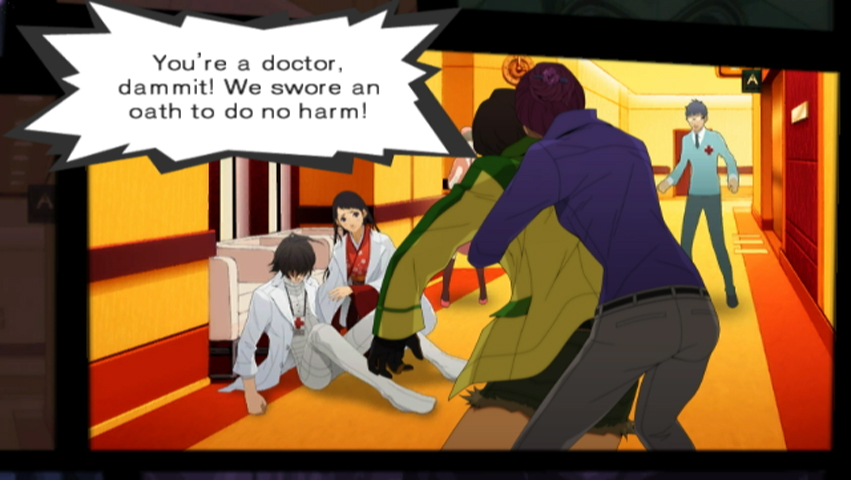 You're a doctor,
dammit! We swore an
oath to do no harm!
A
A